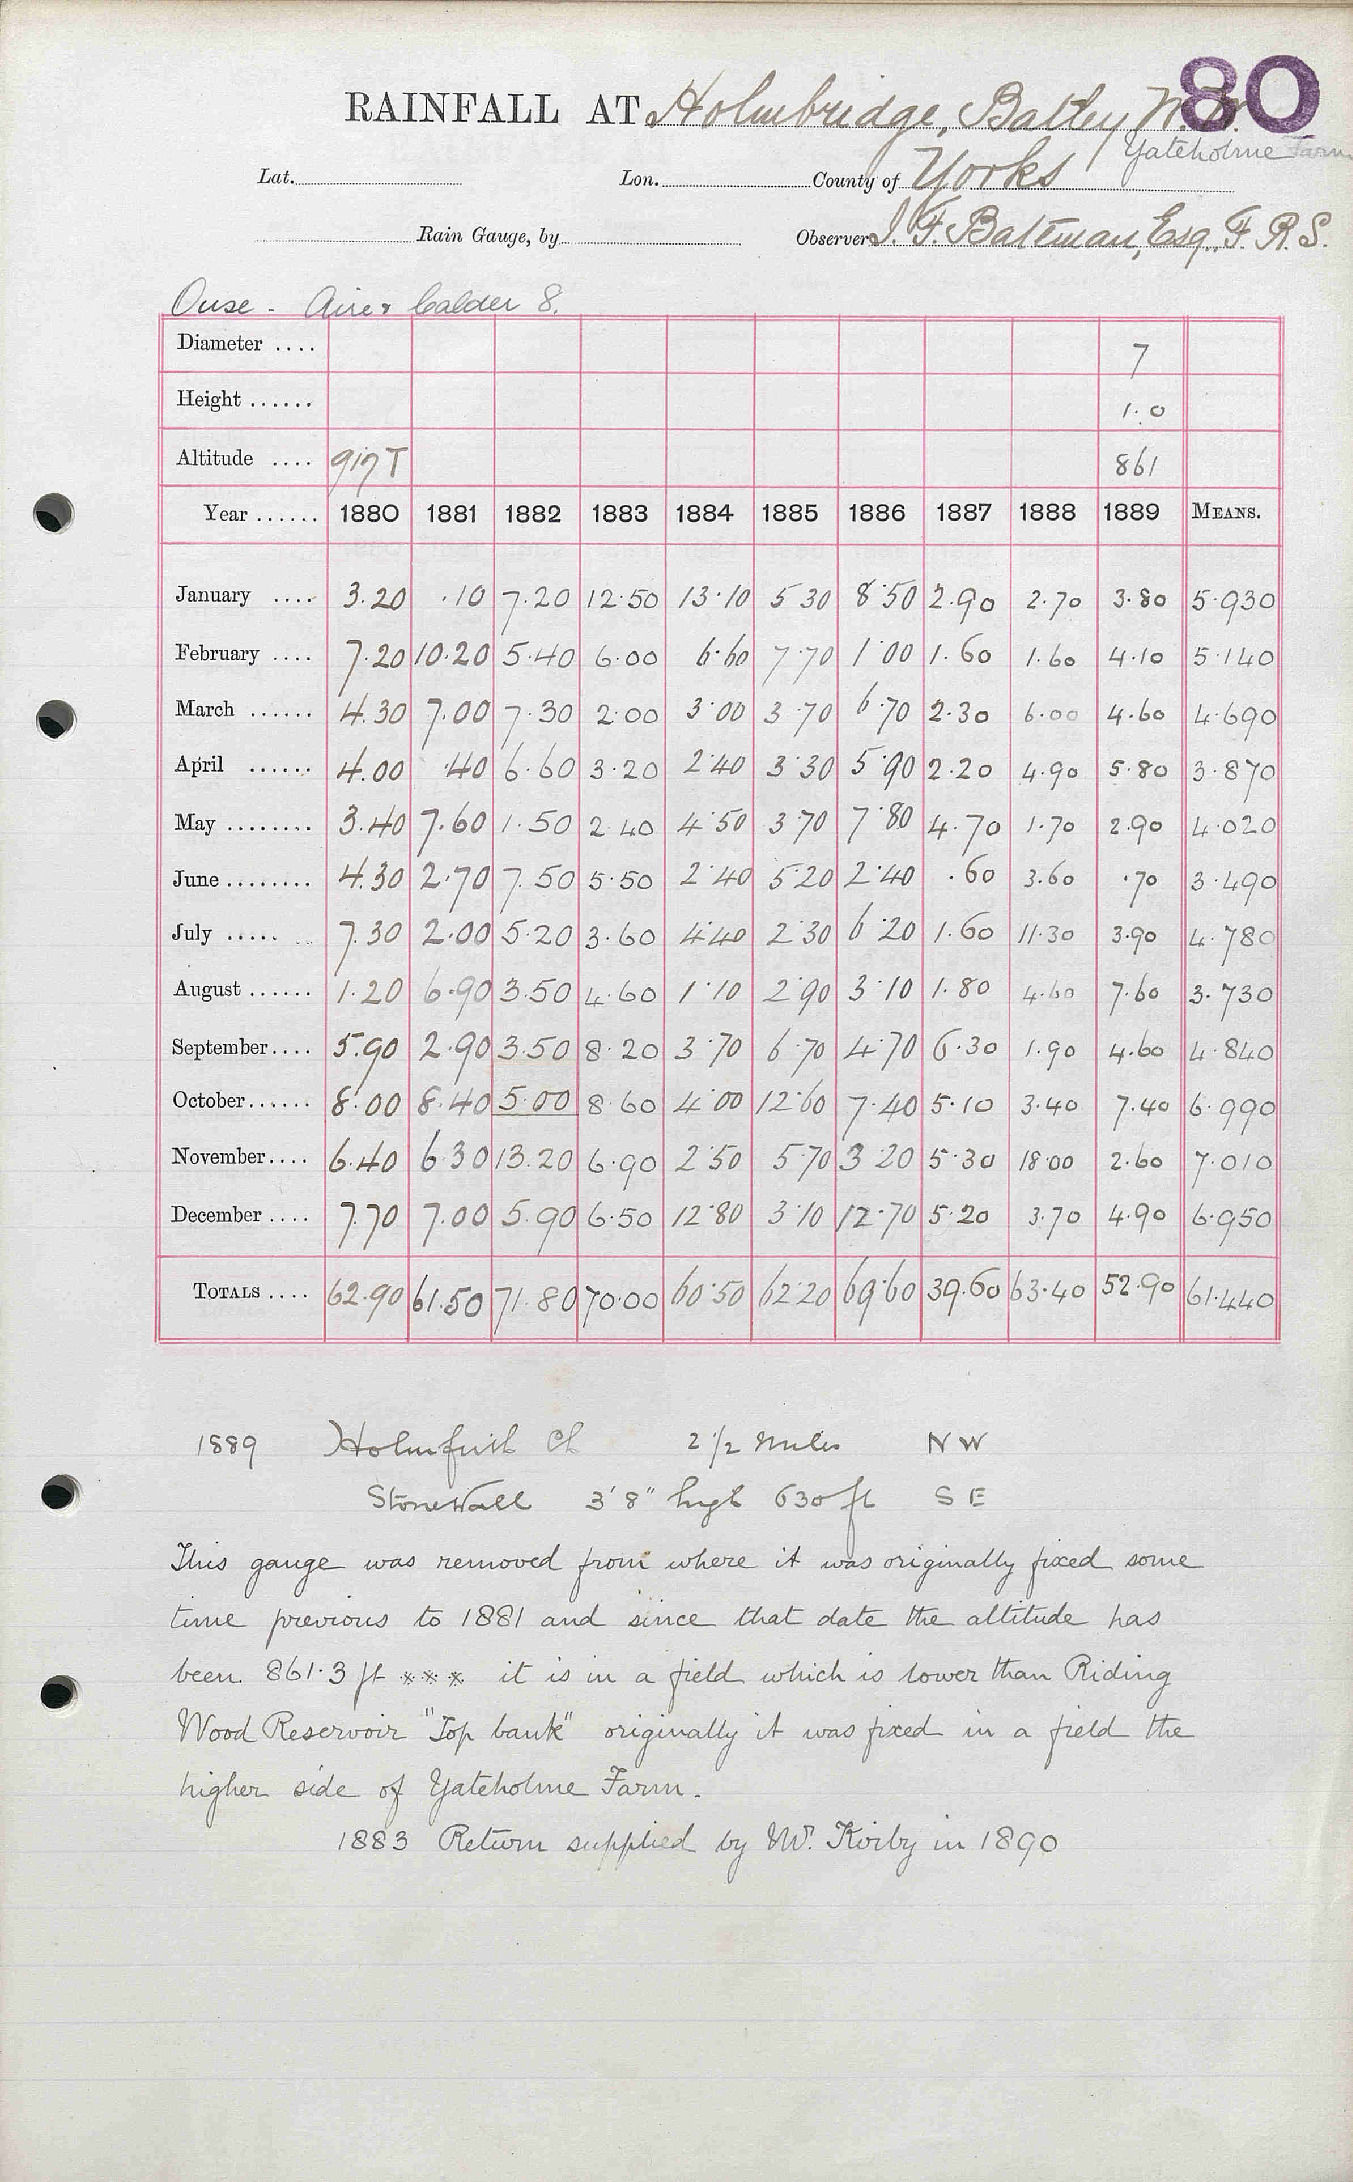 80
RAINFALL AT Holmbridge, Batley W.W.
Yateholme Farm
Lat. Lon. County of Yorks
Rain Gauge, by Observer J. F. Bateman, Esq., F.R.S.
Ouse - Aire & Calder 8.
Diameter .... 7
Height ...... 1.0
Altitude .... 917 T 861
Year ...... 1880 1881 1882 1883 1884 1885 1886 1887 1888 1889 MEANS.
January .... 3.20 .10 7.20 12.50 13.10 5.30 8.50 2.90 2.70 3.80 5.930
February .... 7.20 10.20 5.40 6.00 6.60 7.70 1.00 1.60 1.60 4.10 5.140
March ...... 4.30 7.00 7.30 2.00 3.00 3.70 6.70 2.30 6.00 4.60 4.690
April ...... 4.00 .40 6.60 3.20 2.40 3.30 5.90 2.20 4.90 5.80 3.870
May ........ 3.40 7.60 1.50 2.40 4.50 3.70 7.80 4.70 1.70 2.90 4.020
June ........ 4.30 2.70 7.50 5.50 2.40 5.20 2.40 .60 3.60 .70 3.490
July ..... .. 7.30 2.00 5.20 3.60 4.40 2.30 6.20 1.60 11.30 3.90 4.780
August ...... 1.20 6.90 3.50 4.60 1.10 2.90 3.10 1.80 4.60 7.60 3.730
September.... 5.90 2.90 3.50 8.20 3.70 6.70 4.70 6.30 1.90 4.60 4.840
October...... 8.00 8.40 5.00 8.60 4.00 12.60 7.40 5.10 3.40 7.40 6.990
November.... 6.40 6.30 13.20 6.90 2.50 5.70 3.20 5.30 18.00 2.60 7.010
December .... 7.70 7.00 5.90 6.50 12.80 3.10 12.70 5.20 3.70 4.90 6.950
TOTALS .... 62.90 61.50 71.80 70.00 60.50 62.20 69.60 39.60 63.40 52.90 61.440
1889 Holmfirth Ch 2 1/2 miles NW
Stonewall 3' 8" high 630 ft SE
This gauge was removed from where it was originally fixed some
time previous to 1881 and since that date the altitude has
been 861.3 ft *** it is in a field which is lower than Riding
Wood Reservoir "Top bank" originally it was fixed in a field the
higher side of Yateholme Farm.
1883 Return supplied by Mr. Kirby in 1890